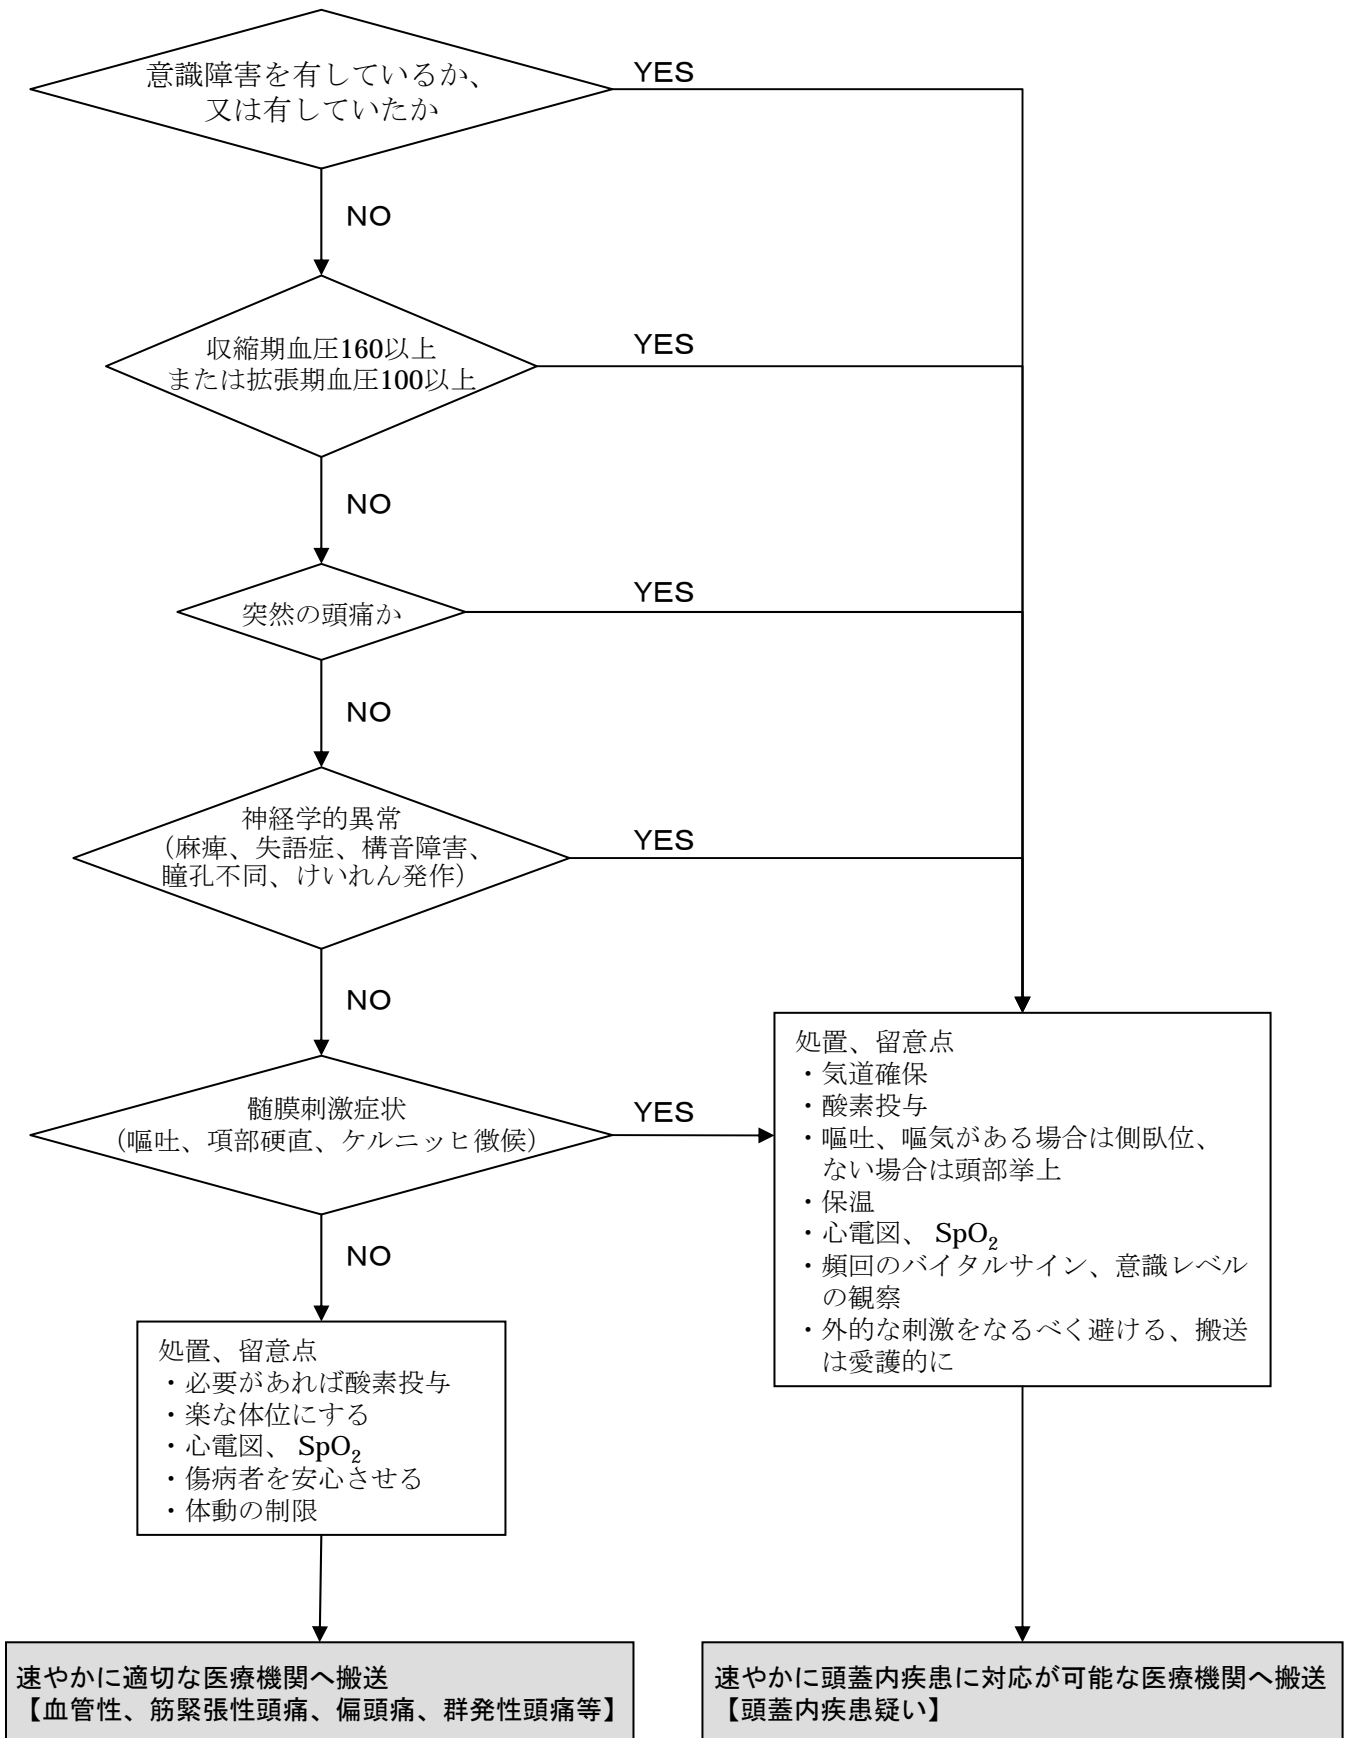 意識障害を有しているか、
又は有していたか
YES
NO
収縮期血圧160以上
または拡張期血圧100以上
YES
NO
突然の頭痛か
YES
NO
神経学的異常
（麻痺、失語症、構音障害、
瞳孔不同、けいれん発作）
YES
NO
髄膜刺激症状
（嘔吐、項部硬直、ケルニッヒ徴候）
YES
NO
処置、留意点
・気道確保
・酸素投与
・嘔吐、嘔気がある場合は側臥位、
ない場合は頭部挙上
・保温
・心電図、 SpO₂
・頻回のバイタルサイン、意識レベル
の観察
・外的な刺激をなるべく避ける、搬送
は愛護的に
処置、留意点
・必要があれば酸素投与
・楽な体位にする
・心電図、 SpO₂
・傷病者を安心させる
・体動の制限
速やかに適切な医療機関へ搬送
【血管性、筋緊張性頭痛、偏頭痛、群発性頭痛等】
速やかに頭蓋内疾患に対応が可能な医療機関へ搬送
【頭蓋内疾患疑い】